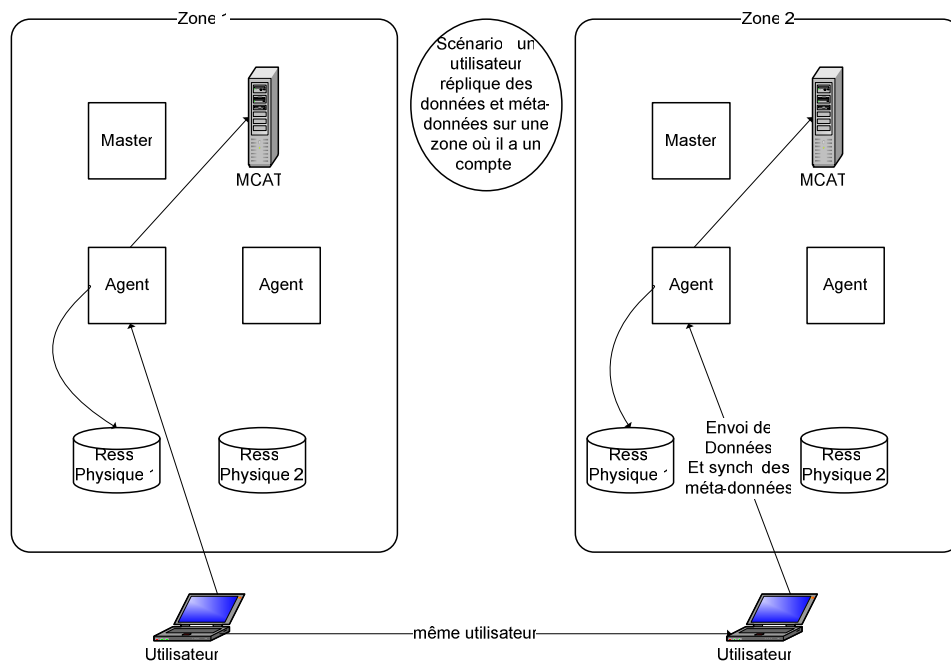 Zone 1
Zone 2
Scénario un
utilisateur
réplique des
données et méta-
données sur une
zone où il a un
compte
Master
MCAT
Master
MCAT
Agent
Agent
Agent
Agent
Ress
Physique 1
Ress
Physique 2
Envoi de
Données
Et synch des
méta-données
Ress
Physique 1
Ress
Physique 2
même utilisateur
Utilisateur
Utilisateur